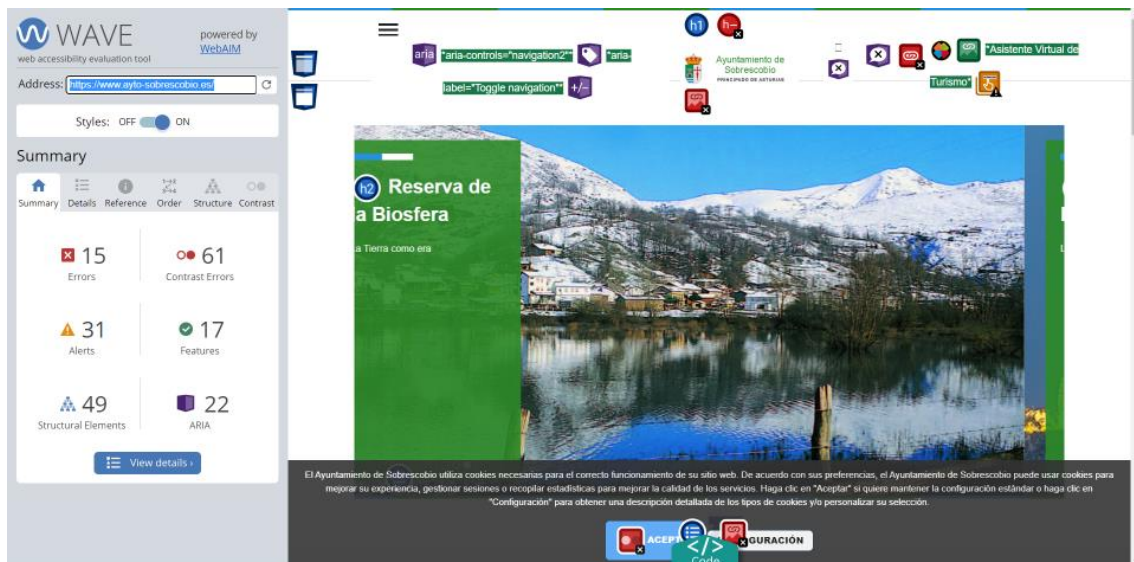 WAVE
powered by
WebAIM
web accessibility evaluation tool
Address: https://www.ayto-sobrescobio.es/
Styles: OFF ON
Summary
Summary Details Reference Order Structure Contrast
15
Errors
61
Contrast Errors
31
Alerts
17
Features
49
Structural Elements
22
ARIA
View details ›
aria *aria-controls="navigation2"* *aria-
label="Toggle navigation"* +/-
h1 h-
Ayuntamiento de
Sobrescobio
PRINCIPADO DE ASTURIAS
*Asistente Virtual de
Turismo*
h2 Reserva de
la Biosfera
La Tierra como era
El Ayuntamiento de Sobrescobio utiliza cookies necesarias para el correcto funcionamiento de su sitio web. De acuerdo con sus preferencias, el Ayuntamiento de Sobrescobio puede usar cookies para
mejorar su experiencia, gestionar sesiones o recopilar estadísticas para mejorar la calidad de los servicios. Haga clic en "Aceptar" si quiere mantener la configuración estándar o haga clic en
"Configuración" para obtener una descripción detallada de los tipos de cookies y/o personalizar su selección.
ACEPT GURACIÓN
</>
Code